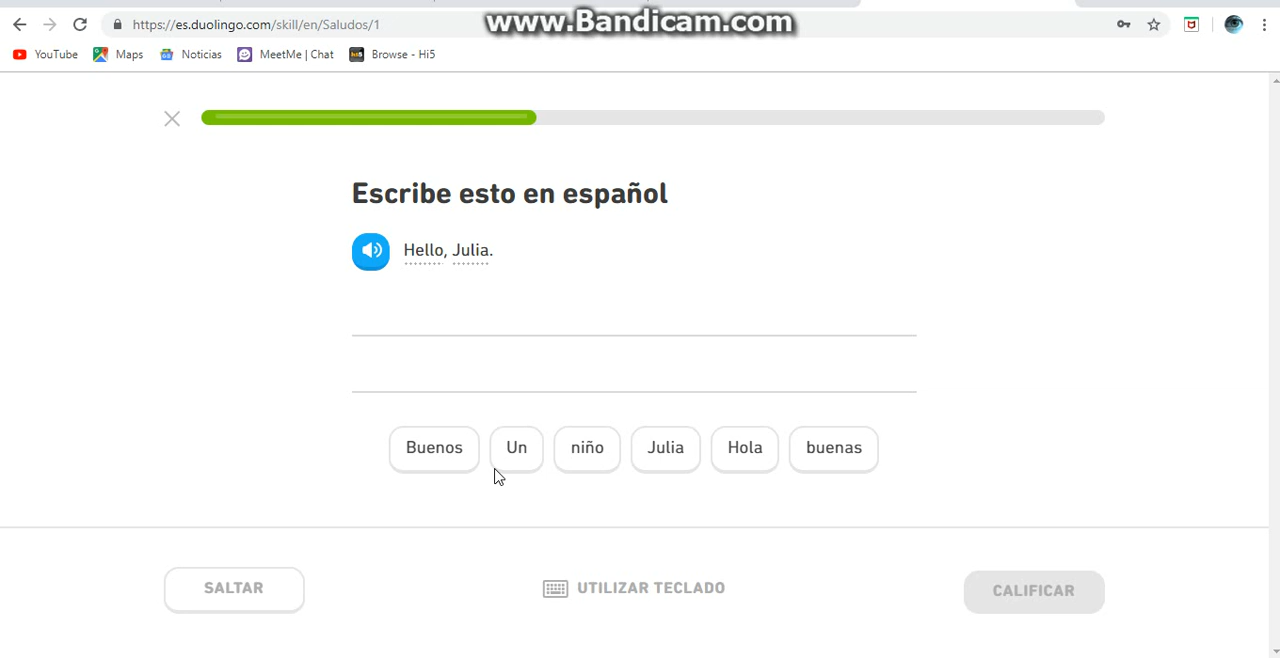 www.Bandicam.com
https://es.duolingo.com/skill/en/Saludos/1
YouTube Maps Noticias MeetMe | Chat hi5 Browse - Hi5
Escribe esto en español
Hello, Julia.
Buenos Un niño Julia Hola buenas
SALTAR UTILIZAR TECLADO CALIFICAR